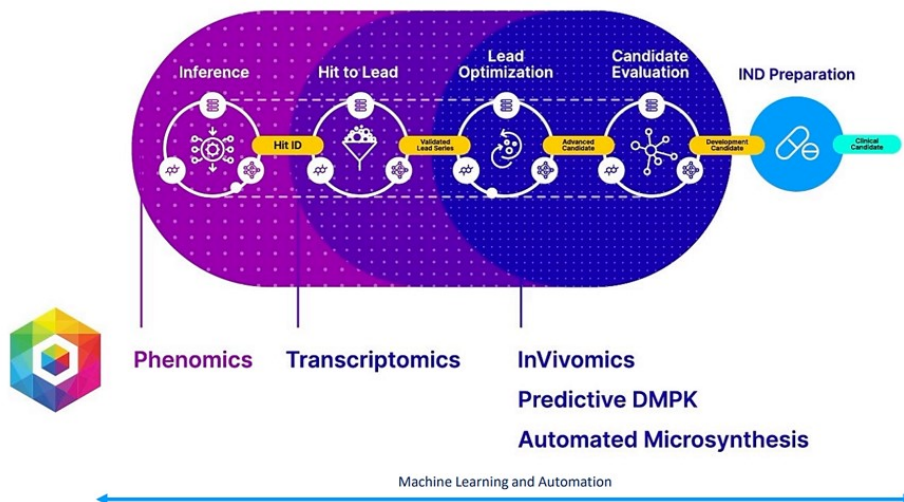 Inference
Hit to Lead
Lead
Optimization
Candidate
Evaluation
IND Preparation
Hit ID
Validated
Lead Series
Advanced
Candidate
Development
Candidate
Clinical
Candidate
Phenomics
Transcriptomics
InVivomics
Predictive DMPK
Automated Microsynthesis
Machine Learning and Automation